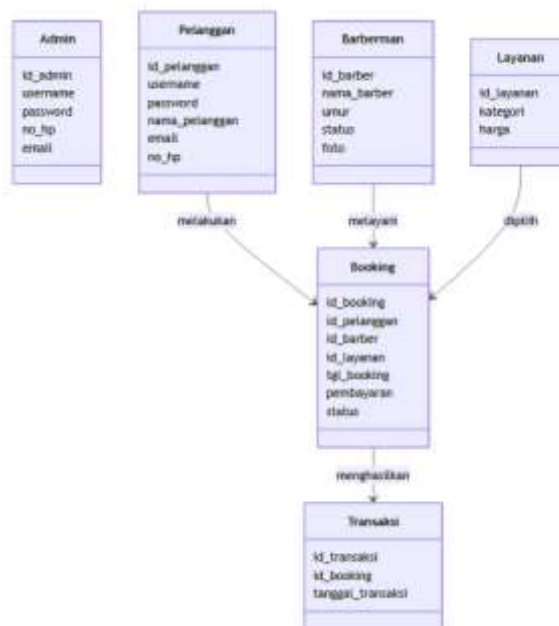 Admin
id_admin
username
password
no_hp
email
Pelanggan
id_pelanggan
username
password
nama_pelanggan
email
no_hp
Barberman
id_barber
nama_barber
umur
status
foto
Layanan
id_layanan
kategori
harga
melakukan
melayani
dipilih
Booking
id_booking
id_pelanggan
id_barber
id_layanan
tgl_booking
pembayaran
status
menghasilkan
Transaksi
id_transaksi
id_booking
tanggal_transaksi